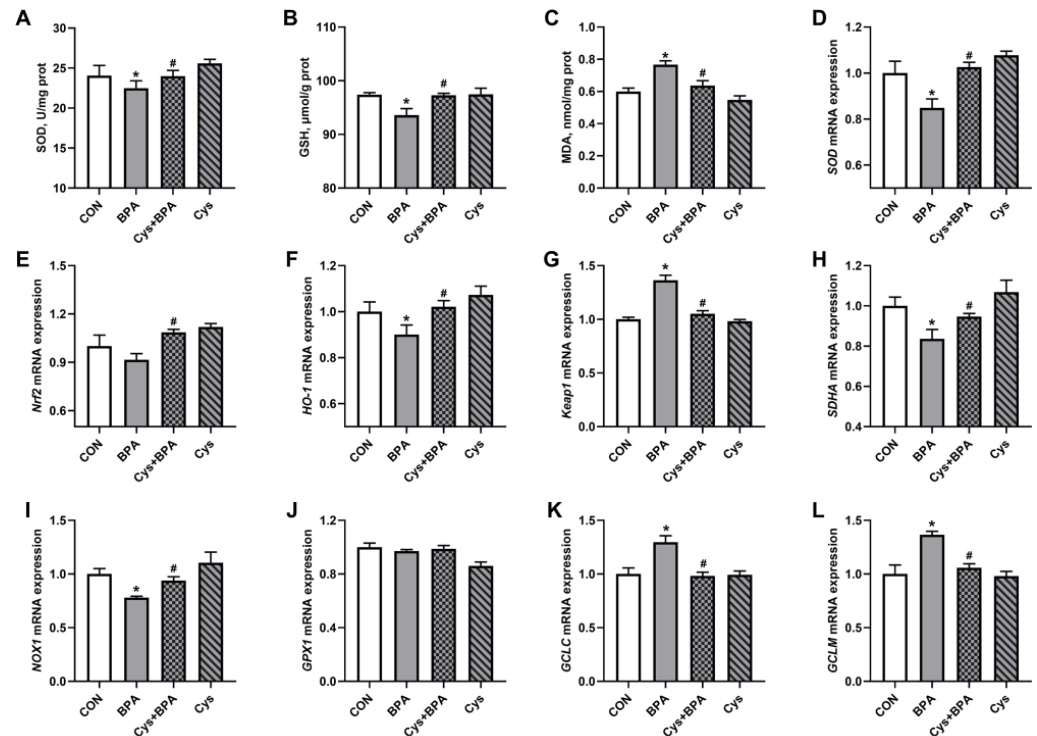 A
SOD, U/mg prot
30
25
20
15
10
*
#
CON
BPA
Cys+BPA
Cys
B
GSH, μmol/g prot
110
100
90
80
*
#
CON
BPA
Cys+BPA
Cys
C
MDA, nmol/mg prot
1.0
0.8
0.6
0.4
0.2
0.0
*
#
CON
BPA
Cys+BPA
Cys
D
SOD mRNA expression
1.2
1.0
0.8
0.6
*
#
CON
BPA
Cys+BPA
Cys
E
Nrf2 mRNA expression
1.5
1.2
0.9
0.6
#
CON
BPA
Cys+BPA
Cys
F
HO-1 mRNA expression
1.2
1.0
0.8
0.6
*
#
CON
BPA
Cys+BPA
Cys
G
Keap1 mRNA expression
1.5
1.0
0.5
0.0
*
#
CON
BPA
Cys+BPA
Cys
H
SDHA mRNA expression
1.2
1.0
0.8
0.6
0.4
*
#
CON
BPA
Cys+BPA
Cys
I
NOX1 mRNA expression
1.5
1.0
0.5
0.0
*
#
CON
BPA
Cys+BPA
Cys
J
GPX1 mRNA expression
1.2
0.9
0.6
0.3
0.0
CON
BPA
Cys+BPA
Cys
K
GCLC mRNA expression
1.5
1.0
0.5
0.0
*
#
CON
BPA
Cys+BPA
Cys
L
GCLM mRNA expression
1.5
1.0
0.5
0.0
*
#
CON
BPA
Cys+BPA
Cys